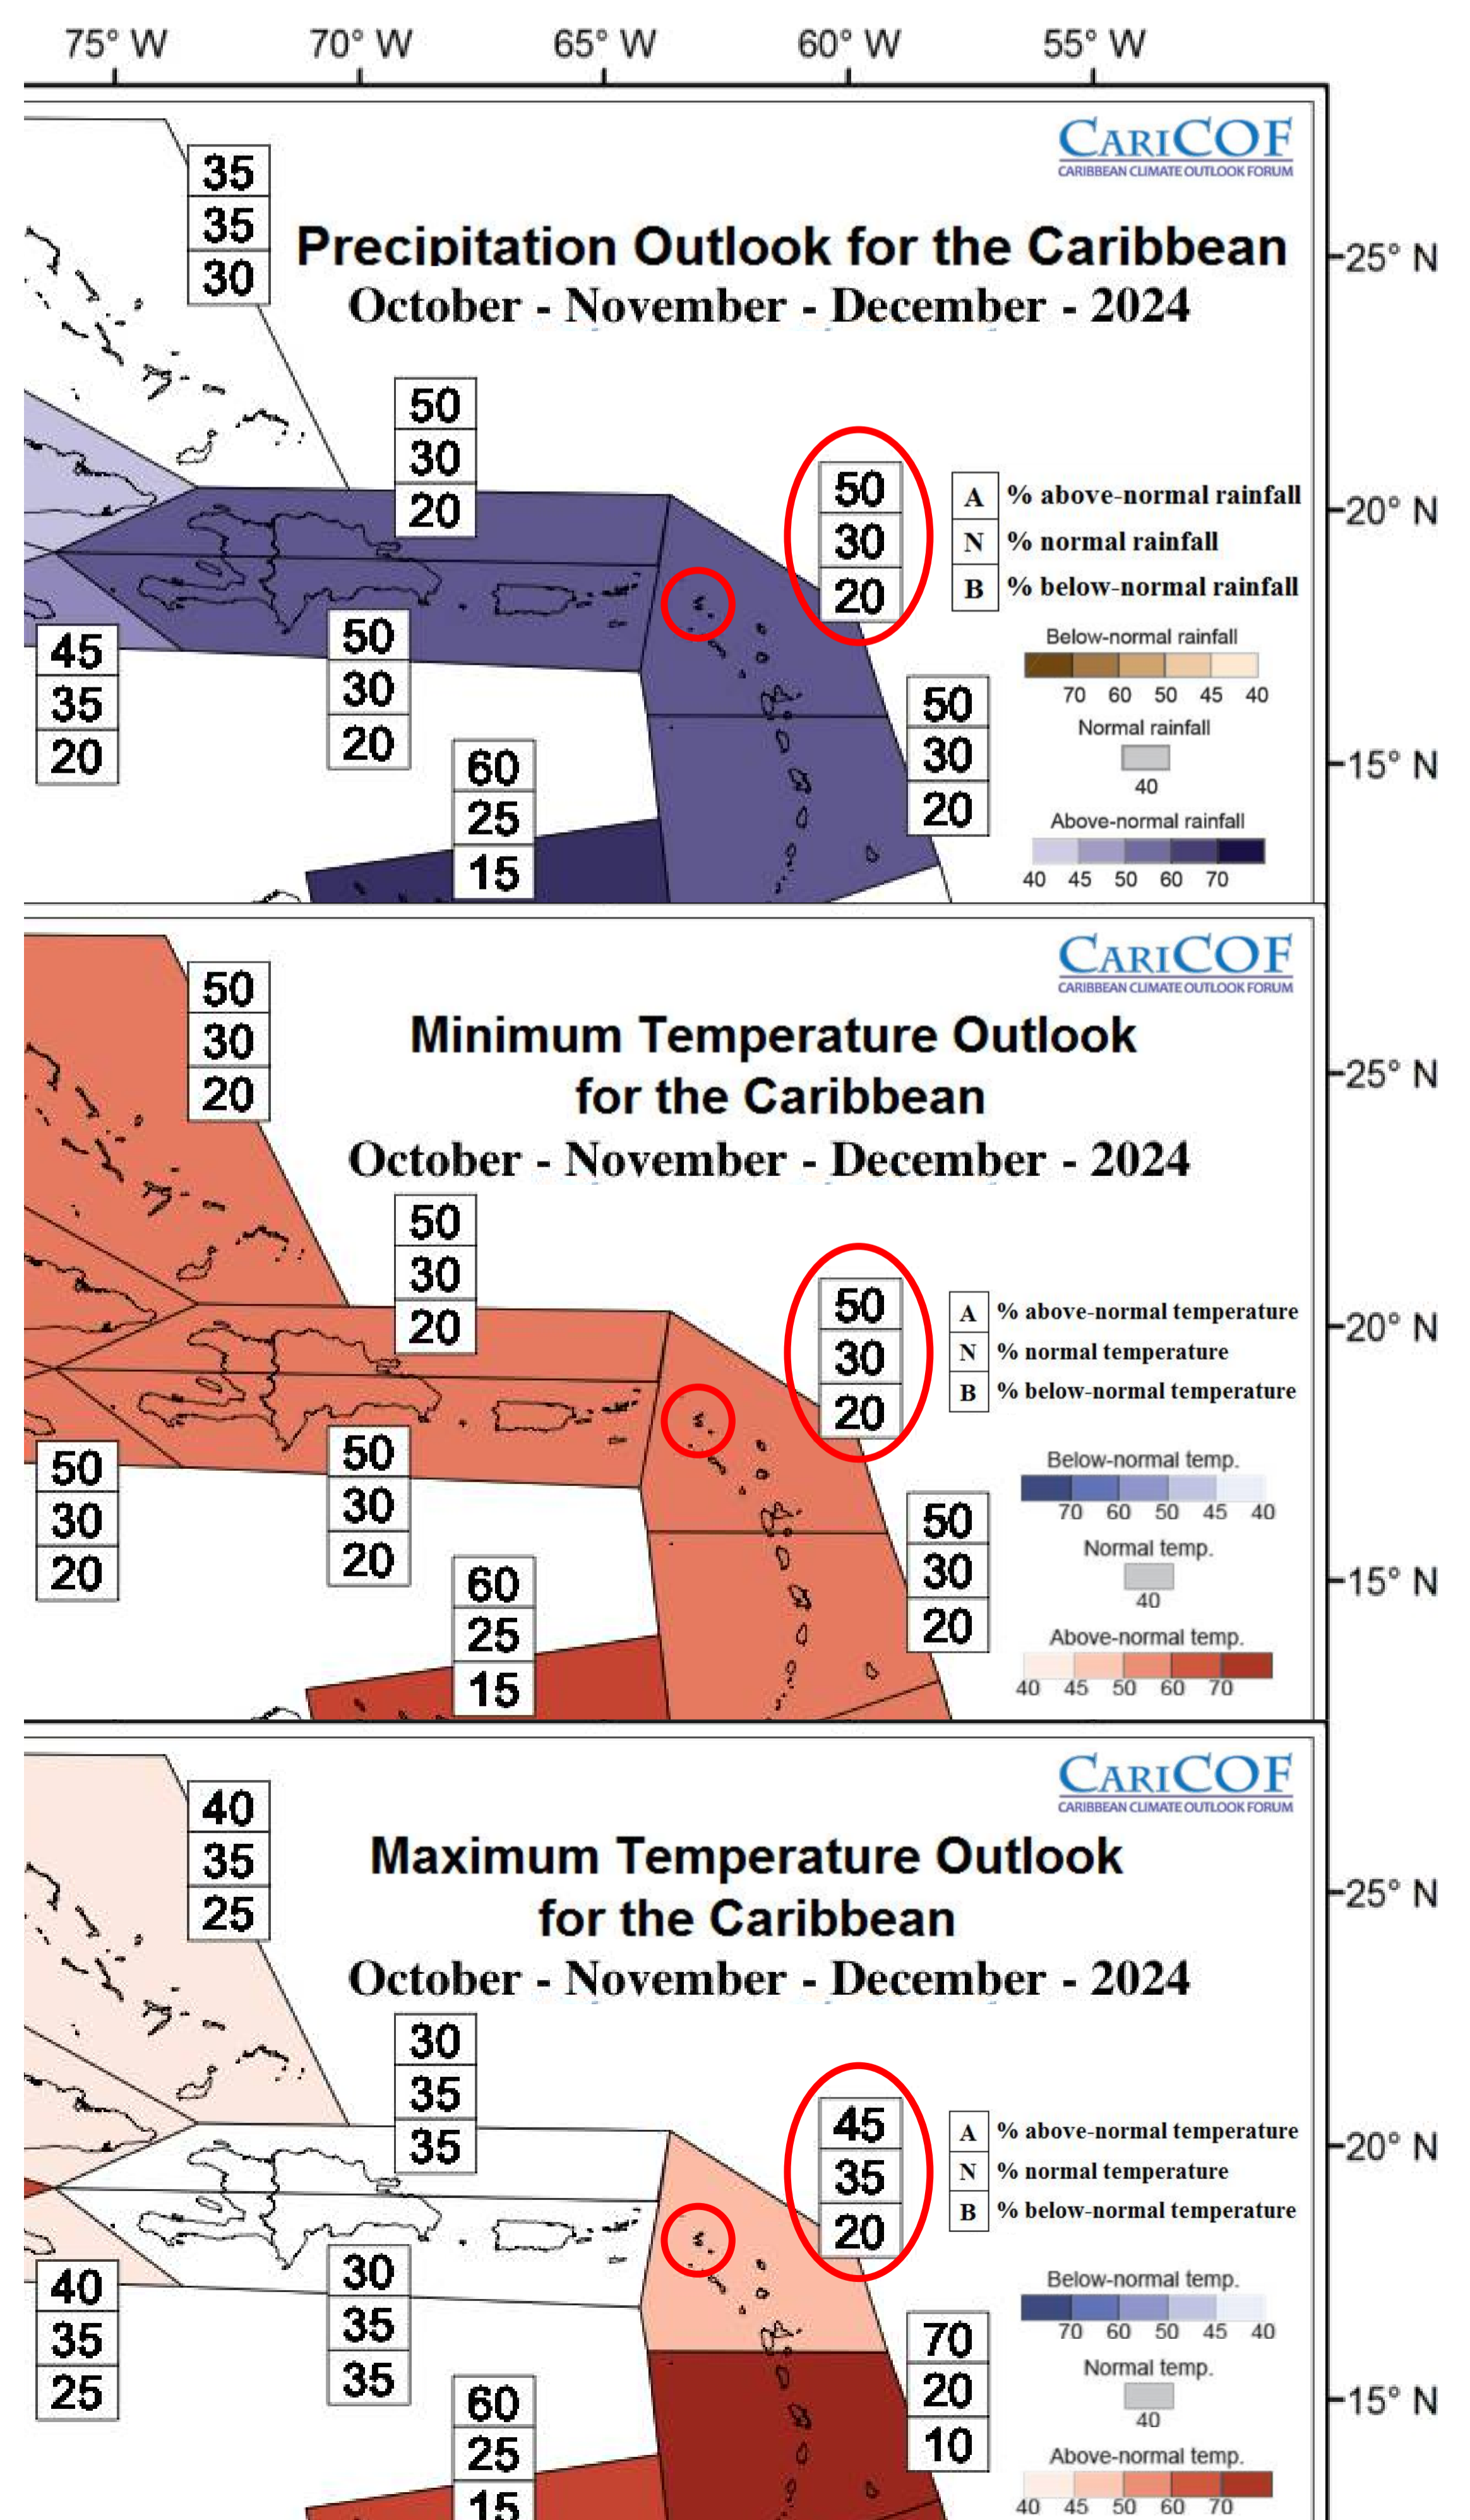 75° W 70° W 65° W 60° W 55° W
CARICOF
CARIBBEAN CLIMATE OUTLOOK FORUM
35
35
30
Precipitation Outlook for the Caribbean
October - November - December - 2024
25° N
50
30
20
50
30
20
A % above-normal rainfall
N % normal rainfall
B % below-normal rainfall
20° N
45
35
20
50
30
20
60
25
15
50
30
20
Below-normal rainfall
70 60 50 45 40
Normal rainfall
40
Above-normal rainfall
40 45 50 60 70
15° N
CARICOF
CARIBBEAN CLIMATE OUTLOOK FORUM
50
30
20
Minimum Temperature Outlook
for the Caribbean
October - November - December - 2024
25° N
50
30
20
50
30
20
A % above-normal temperature
N % normal temperature
B % below-normal temperature
20° N
50
30
20
50
30
20
60
25
15
50
30
20
Below-normal temp.
70 60 50 45 40
Normal temp.
40
Above-normal temp.
40 45 50 60 70
15° N
CARICOF
CARIBBEAN CLIMATE OUTLOOK FORUM
40
35
25
Maximum Temperature Outlook
for the Caribbean
October - November - December - 2024
25° N
30
35
35
45
35
20
A % above-normal temperature
N % normal temperature
B % below-normal temperature
20° N
40
35
25
30
35
35
60
25
15
70
20
10
Below-normal temp.
70 60 50 45 40
Normal temp.
40
Above-normal temp.
40 45 50 60 70
15° N